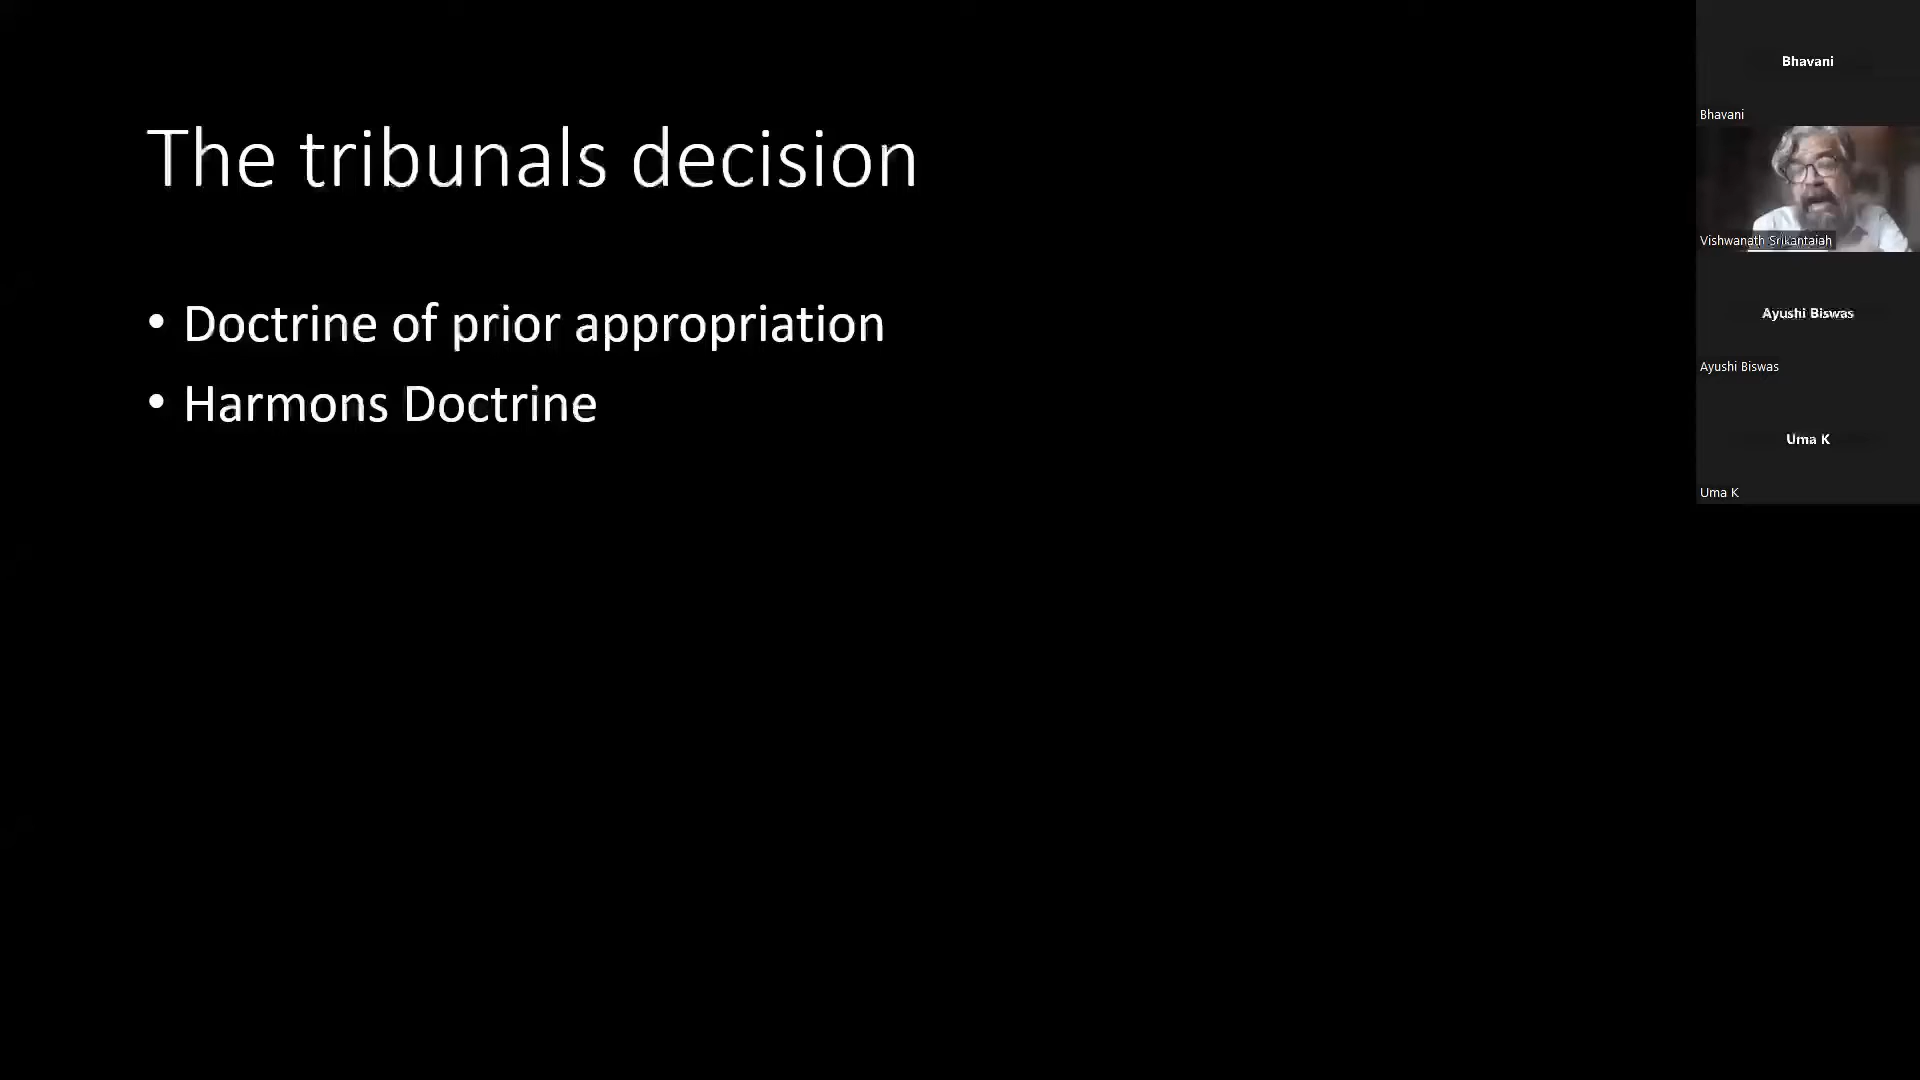 The tribunals decision
• Doctrine of prior appropriation
• Harmons Doctrine
Bhavani
Bhavani
Vishwanath Srikantaiah
Ayushi Biswas
Ayushi Biswas
Uma K
Uma K